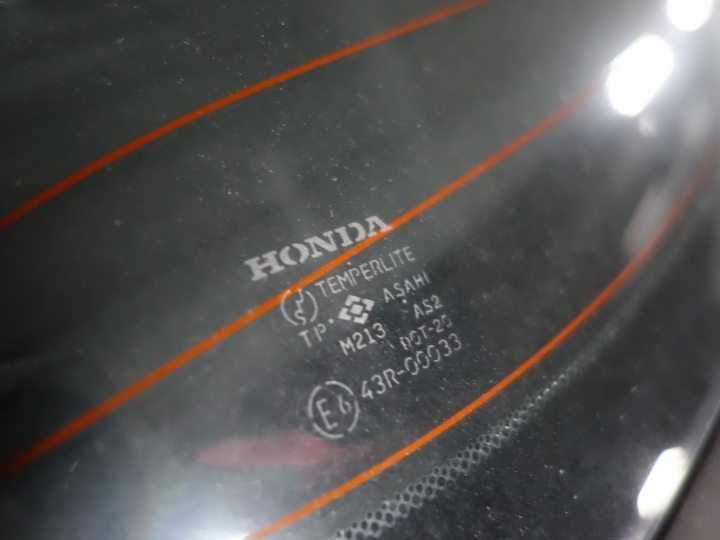 HONDA
TEMPERLITE
TP. ASAHI
M213 AS2
DOT-20
E6 43R-00033